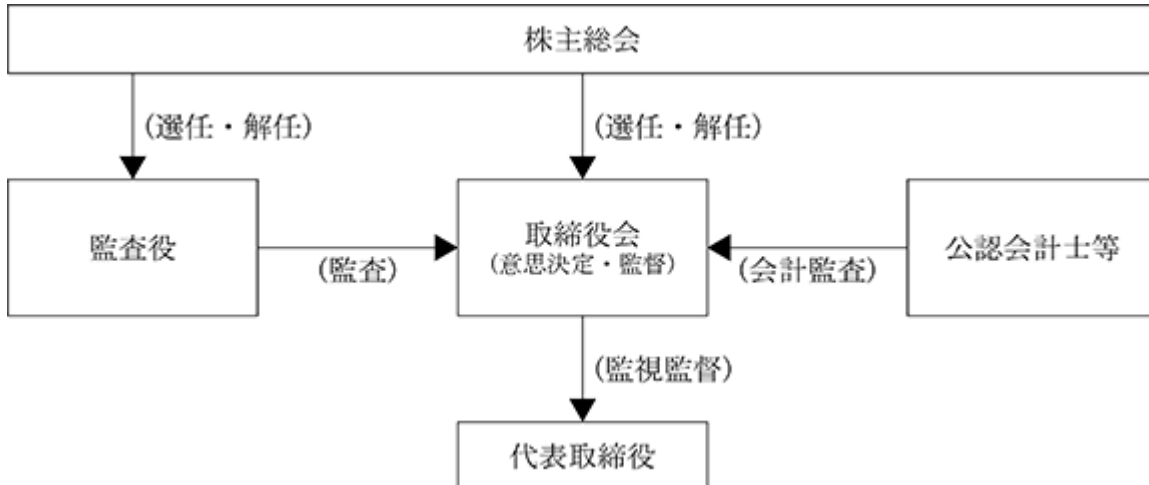 株主総会
(選任・解任)
(選任・解任)
監査役
(監査)
取締役会
(意思決定・監督)
(会計監査)
公認会計士等
(監視監督)
代表取締役